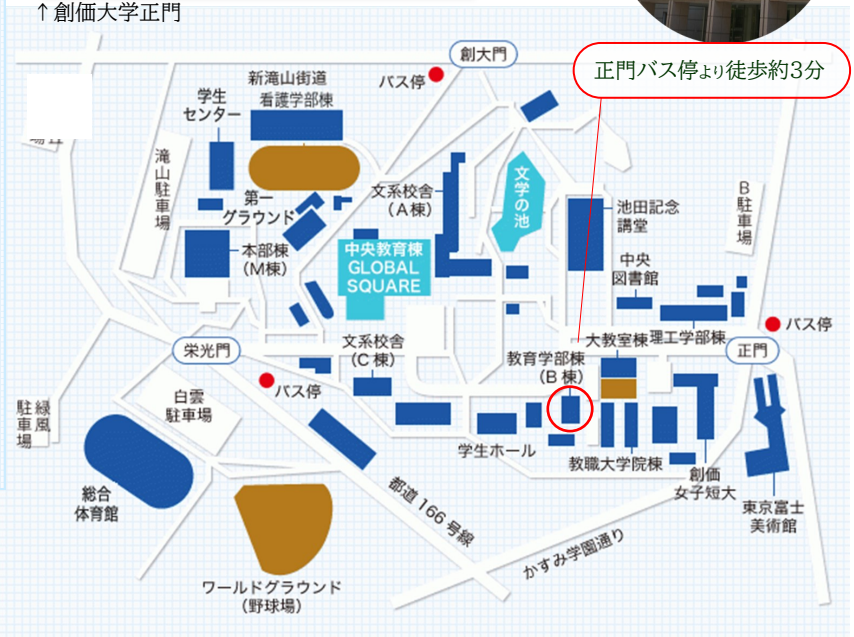 ↑創価大学正門
創大門
バス停
正門バス停より徒歩約3分
新滝山街道
看護学部棟
学生
センター
滝山駐車場
第一
グラウンド
文系校舎
（A棟）
文学の池
池田記念
講堂
B駐車場
本部棟
（M棟）
中央教育棟
GLOBAL
SQUARE
中央
図書館
栄光門
文系校舎
（C棟）
教育学部棟
（B棟）
大教室棟
理工学部棟
バス停
正門
バス停
白雲
駐車場
緑風
駐車場
学生ホール
教職大学院棟
創価
女子短大
東京富士
美術館
総合
体育館
都道166号線
かすみ学園通り
ワールドグラウンド
（野球場）